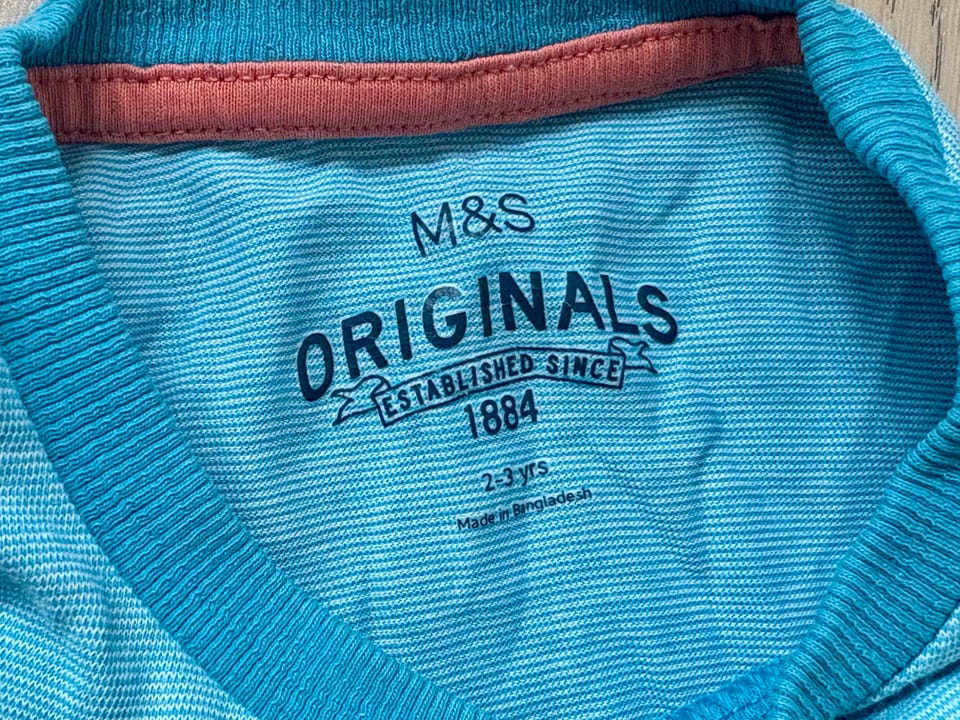 M&S
ORIGINALS
ESTABLISHED SINCE
1884
2-3 yrs
Made in Bangladesh